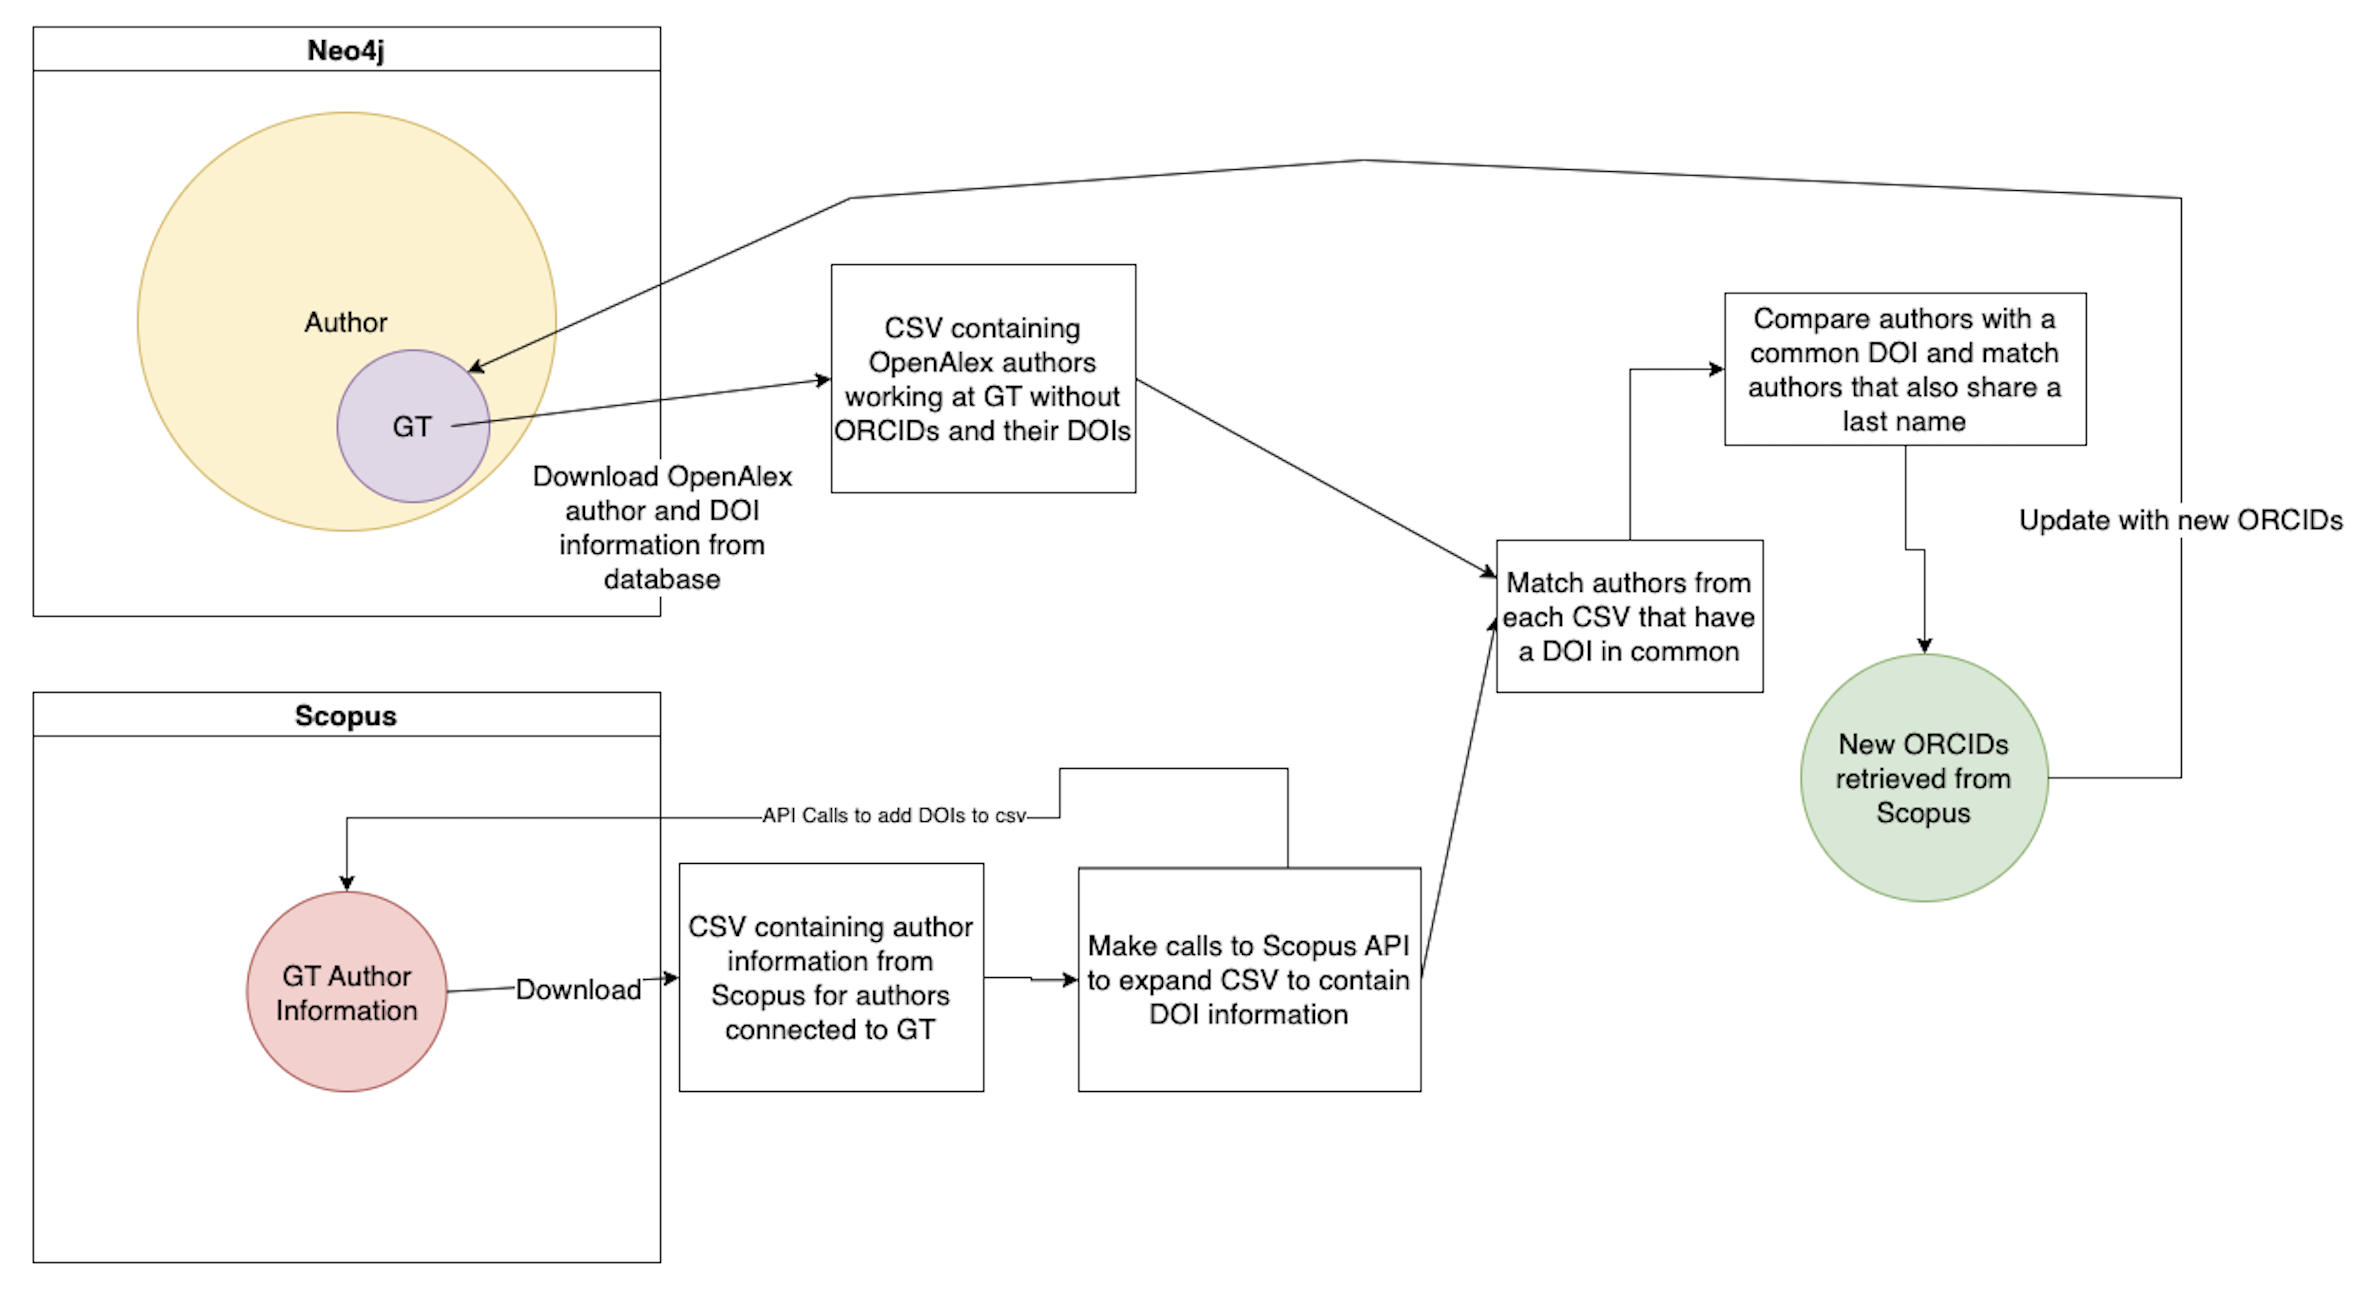 Neo4j
Author
GT
Download OpenAlex
author and DOI
information from
database
CSV containing
OpenAlex authors
working at GT without
ORCIDs and their DOIs
Compare authors with a
common DOI and match
authors that also share a
last name
Update with new ORCIDs
Match authors from
each CSV that have
a DOI in common
New ORCIDs
retrieved from
Scopus
Scopus
API Calls to add DOIs to csv
GT Author
Information
Download
CSV containing author
information from
Scopus for authors
connected to GT
Make calls to Scopus API
to expand CSV to contain
DOI information